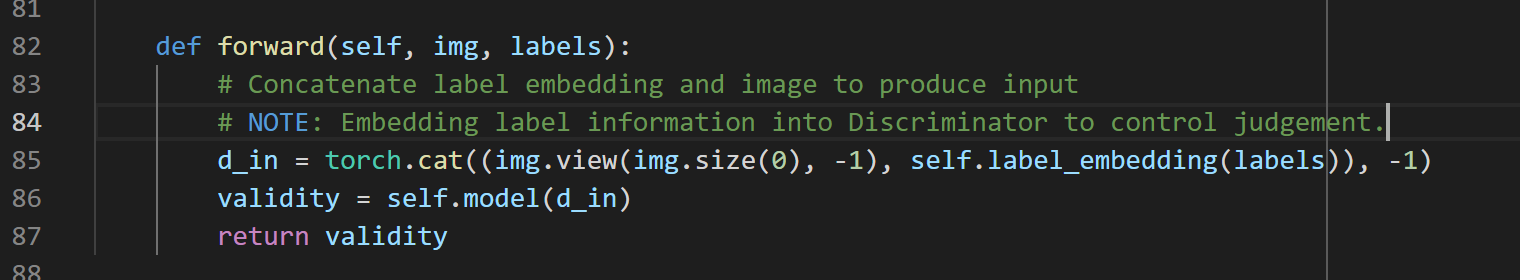 81
82 def forward(self, img, labels):
83 # Concatenate label embedding and image to produce input
84 # NOTE: Embedding label information into Discriminator to control judgement.
85 d_in = torch.cat((img.view(img.size(0), -1), self.label_embedding(labels)), -1)
86 validity = self.model(d_in)
87 return validity
88